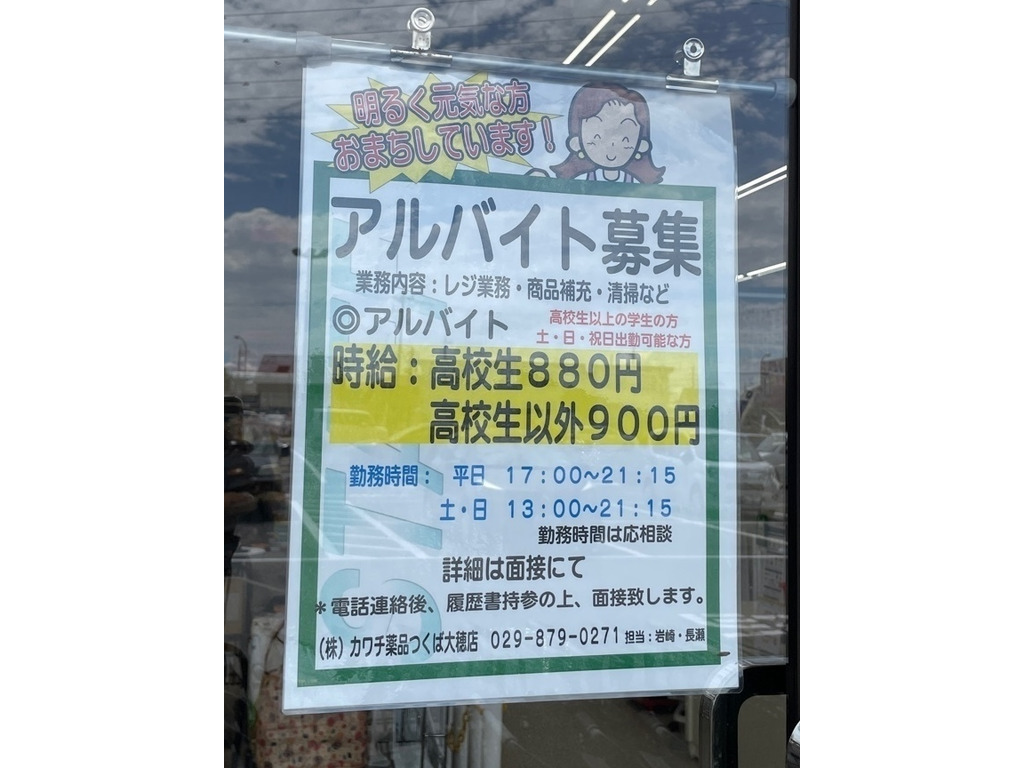 明るく元気な方
おまちしています！
アルバイト募集
業務内容：レジ業務・商品補充・清掃など
◎アルバイト
高校生以上の学生の方
土・日・祝日出勤可能な方
時給：高校生８８０円
高校生以外９００円
勤務時間： 平日 １７：００～２１：１５
土・日 １３：００～２１：１５
勤務時間は応相談
詳細は面接にて
＊電話連絡後、履歴書持参の上、面接致します。
（株）カワチ薬品つくば大穂店 ０２９－８７９－０２７１ 担当：岩崎・長瀬